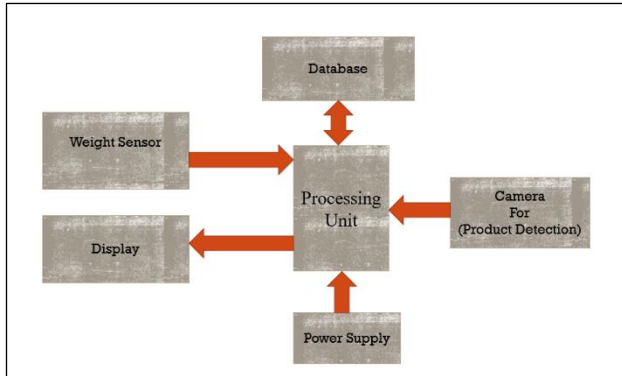 Database
Weight Sensor
Processing
Unit
Camera
For
(Product Detection)
Display
Power Supply